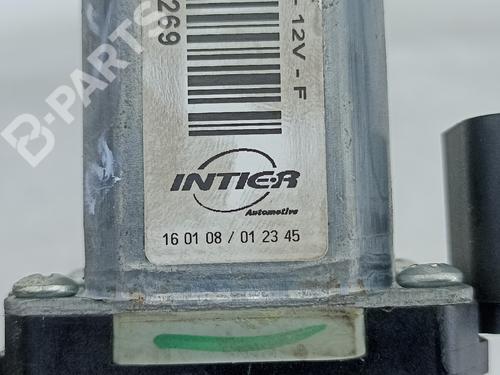 B-PARTS
269
- 12V - F
INTIER
Automotive
16 01 08 / 01 23 45